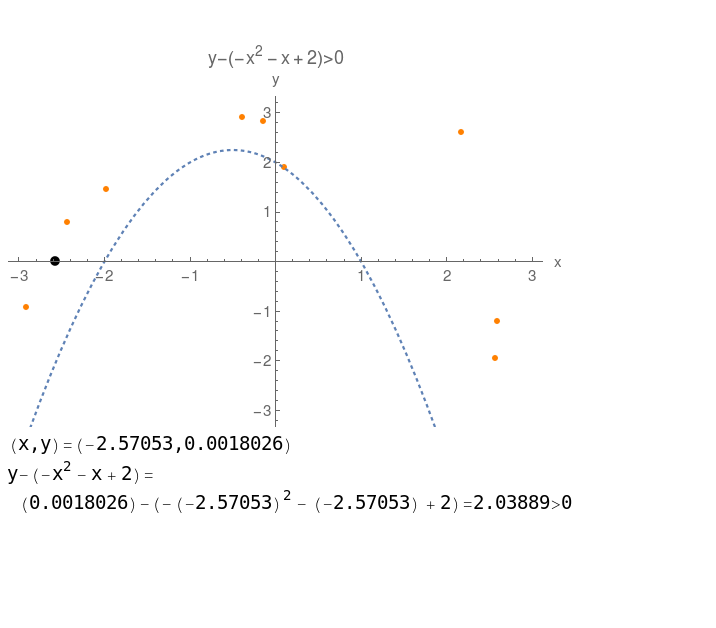 y−(−x² − x + 2)>0
y
3
2
1
−3 −2 −1 1 2 3 x
−1
−2
−3
(x,y)=(−2.57053,0.0018026)
y−(−x² − x + 2)=
(0.0018026)−(−(−2.57053)² − (−2.57053) + 2)=2.03889>0